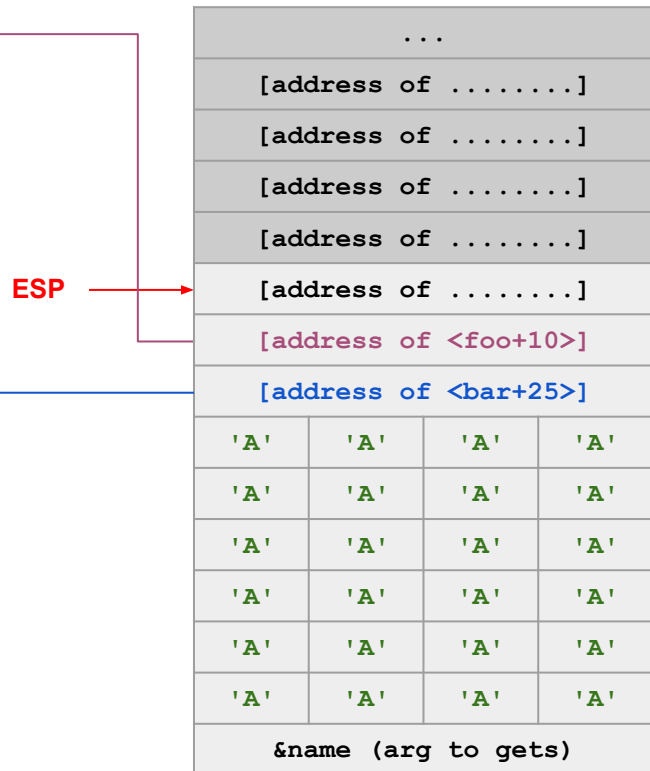 ...
[address of ........]
[address of ........]
[address of ........]
[address of ........]
ESP [address of ........]
[address of <foo+10>]
[address of <bar+25>]
'A' 'A' 'A' 'A'
'A' 'A' 'A' 'A'
'A' 'A' 'A' 'A'
'A' 'A' 'A' 'A'
'A' 'A' 'A' 'A'
'A' 'A' 'A' 'A'
&name (arg to gets)